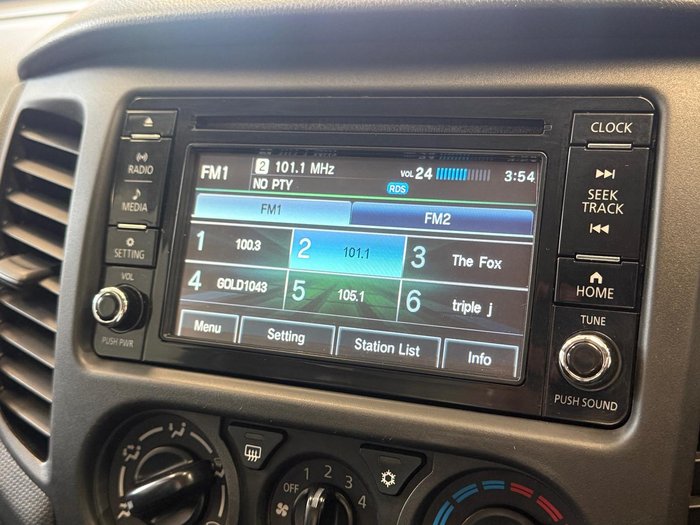 CLOCK
RADIO
MEDIA
SETTING
VOL
PUSH PWR
FM1 2 101.1 MHz VOL 24 3:54
NO PTY RDS
FM1 FM2
1 100.3 2 101.1 3 The Fox
4 GOLD1043 5 105.1 6 triple j
Menu Setting Station List Info
SEEK
TRACK
HOME
TUNE
PUSH SOUND
OFF 1 2 3 4